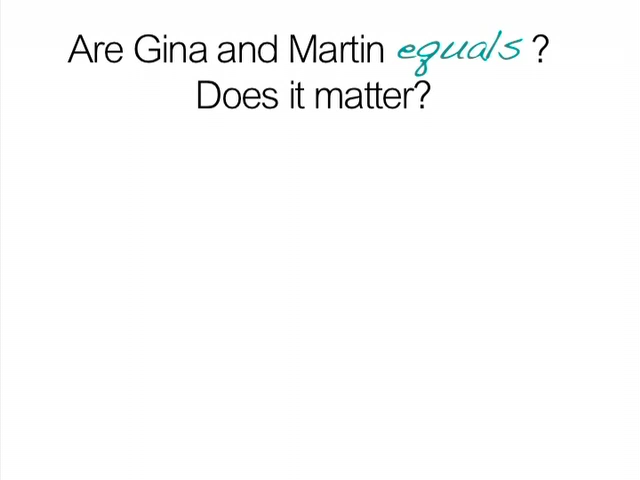 Are Gina and Martin equals ?
Does it matter?